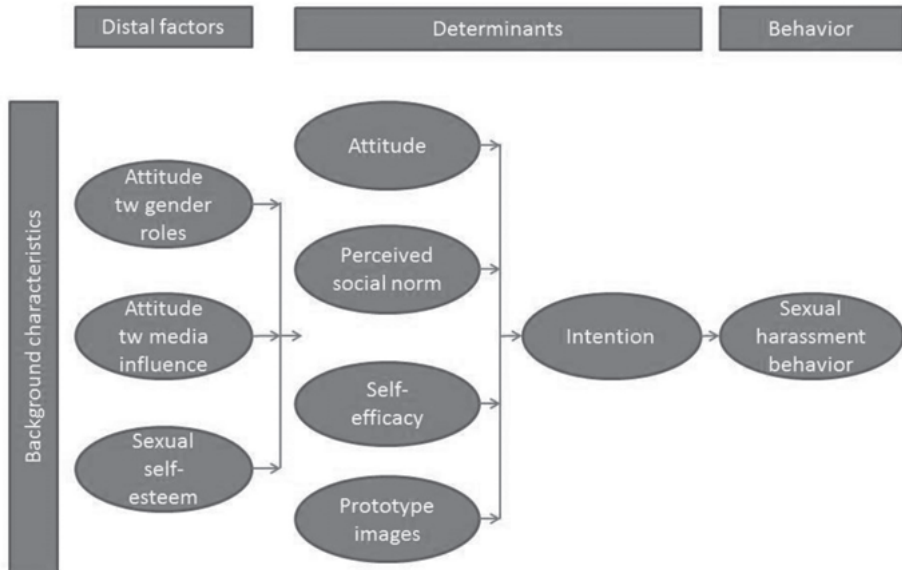 Distal factors
Determinants
Behavior
Background characteristics
Attitude
tw gender
roles
Attitude
tw media
influence
Sexual
self-
esteem
Attitude
Perceived
social norm
Self-
efficacy
Prototype
images
Intention
Sexual
harassment
behavior